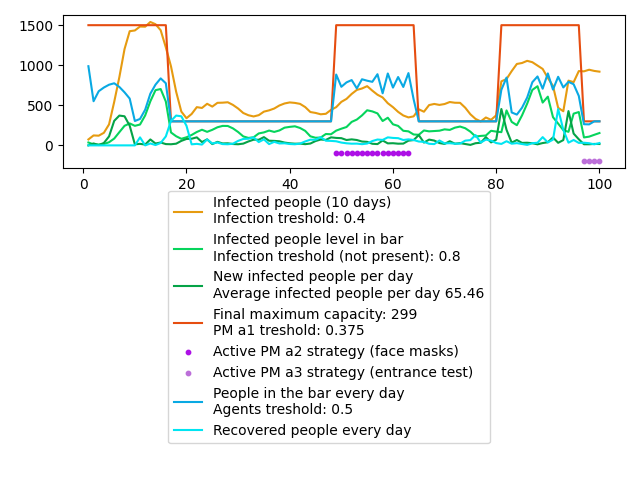 1500
1000
500
0
0 20 40 60 80 100
Infected people (10 days)
Infection treshold: 0.4
Infected people level in bar
Infection treshold (not present): 0.8
New infected people per day
Average infected people per day 65.46
Final maximum capacity: 299
PM a1 treshold: 0.375
Active PM a2 strategy (face masks)
Active PM a3 strategy (entrance test)
People in the bar every day
Agents treshold: 0.5
Recovered people every day